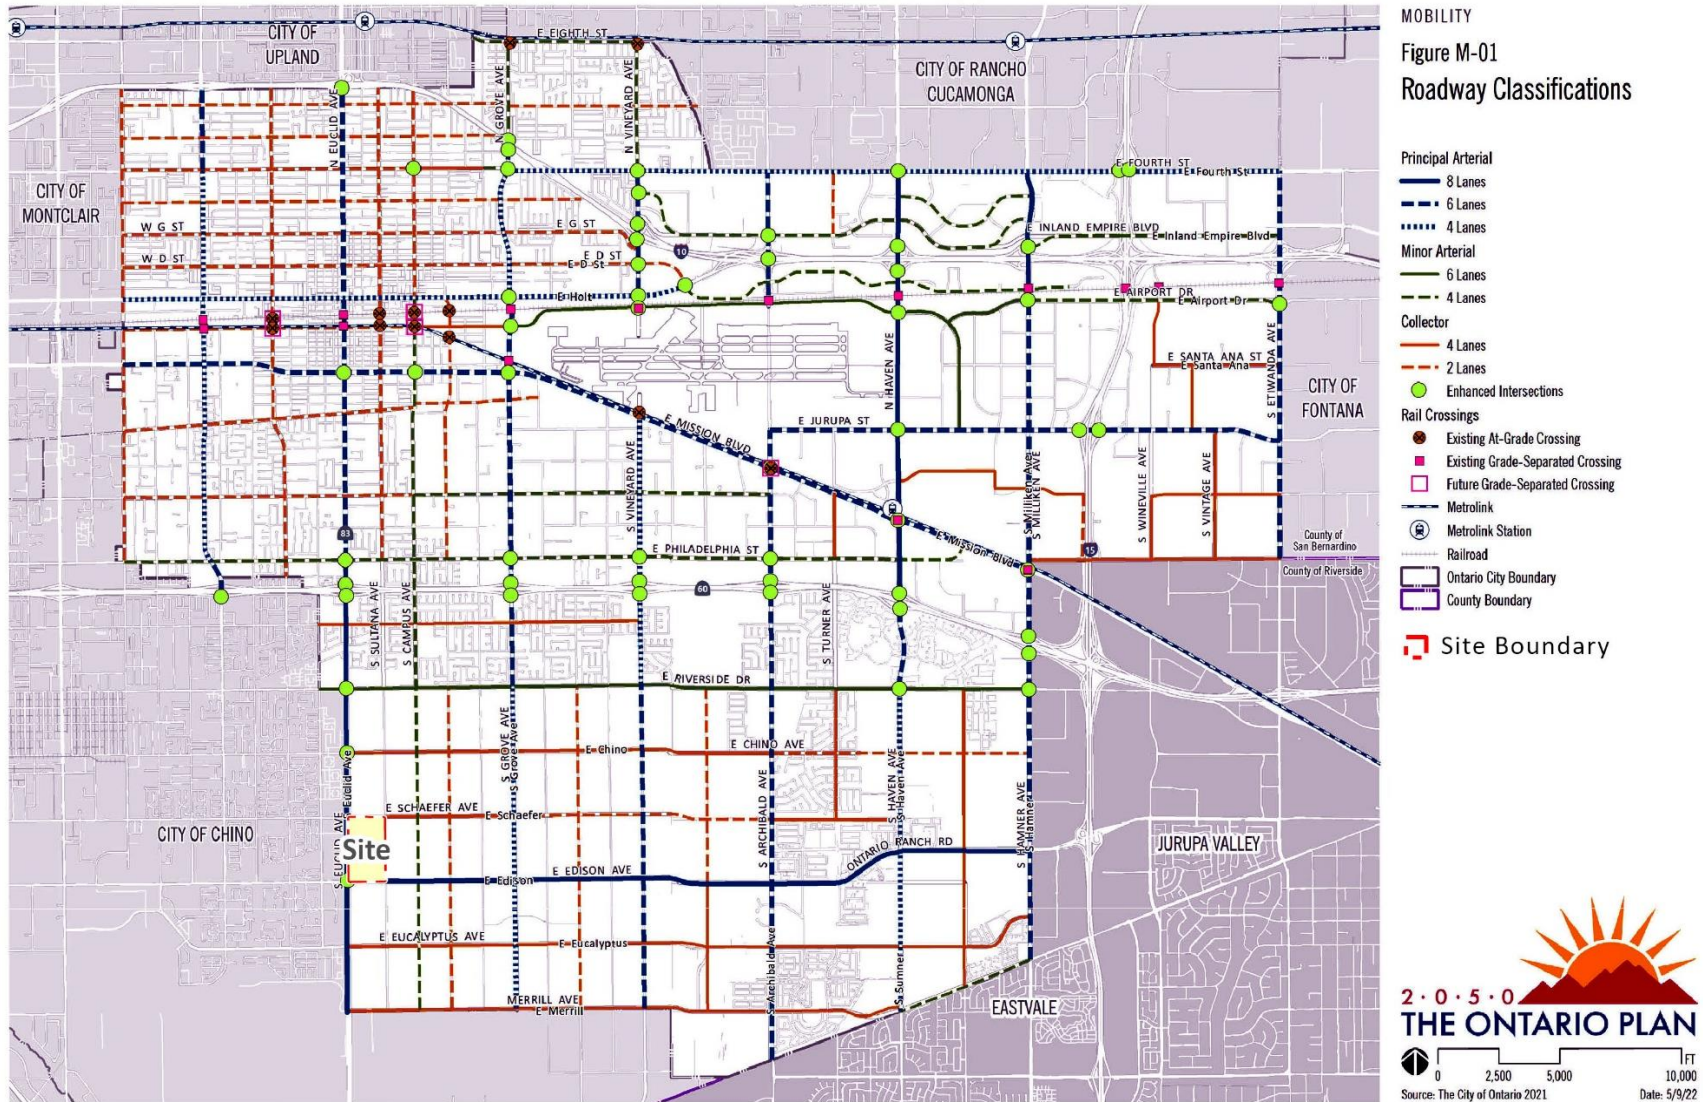 MOBILITY
Figure M-01
Roadway Classifications
Principal Arterial
8 Lanes
6 Lanes
4 Lanes
Minor Arterial
6 Lanes
4 Lanes
Collector
4 Lanes
2 Lanes
Enhanced Intersections
Rail Crossings
Existing At-Grade Crossing
Existing Grade-Separated Crossing
Future Grade-Separated Crossing
Metrolink
Metrolink Station
Railroad
Ontario City Boundary
County Boundary
Site Boundary
2·0·5·0
THE ONTARIO PLAN
0 2,500 5,000 10,000
FT
Source: The City of Ontario 2021
Date: 5/9/22
CITY OF
UPLAND
E EIGHTH ST
CITY OF RANCHO
CUCAMONGA
N EUCLID AVE
N GROVE AVE
N VINEYARD AVE
CITY OF
MONTCLAIR
E FOURTH ST
E Fourth St
W G ST
E G ST
E INLAND EMPIRE BLVD
E Inland Empire Blvd
10
W D ST
E D ST
E D St
E Holt
E AIRPORT DR
E Airport Dr
N HAVEN AVE
S ETIWANDA AVE
E SANTA ANA ST
E Santa Ana
CITY OF
FONTANA
E JURUPA ST
E MISSION BLVD
S VINEYARD AVE
S Milliken Ave
S MILLIKEN AVE
S WINEVILLE AVE
S VINTAGE AVE
83
E PHILADELPHIA ST
E Mission Blvd
15
County of
San Bernardino
County of Riverside
60
S SULTANA AVE
S CAMPUS AVE
S TURNER AVE
E RIVERSIDE DR
S GROVE AVE
S Grove Ave
E Chino
E CHINO AVE
Euclid Ave
S EUCLID AVE
S ARCHIBALD AVE
S HAVEN AVE
S Haven Ave
S HAMNER AVE
S Hamner
E SCHAEFER AVE
E Schaefer
CITY OF CHINO
Site
ONTARIO RANCH RD
JURUPA VALLEY
E Edison
E EDISON AVE
E EUCALYPTUS AVE
E Eucalyptus
S Archibald Ave
S Sumner
MERRILL AVE
E Merrill
EASTVALE